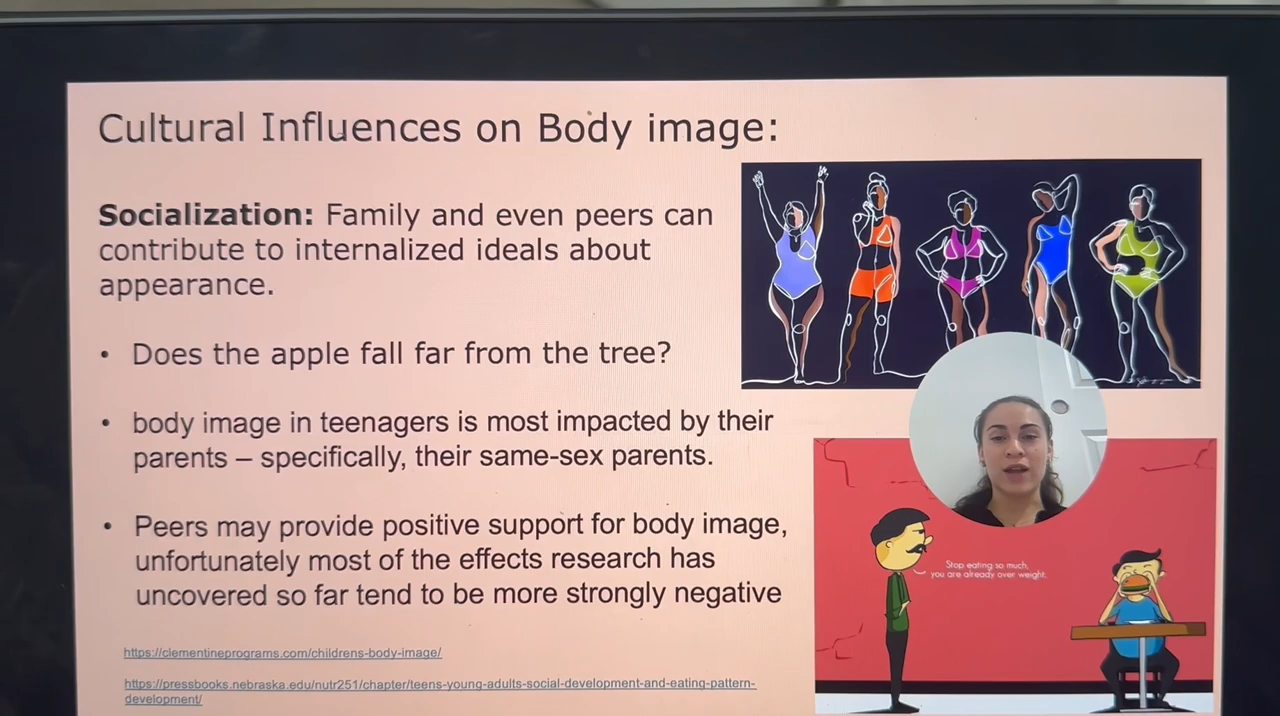 Cultural Influences on Body image:
Socialization: Family and even peers can
contribute to internalized ideals about
appearance.
• Does the apple fall far from the tree?
• body image in teenagers is most impacted by their
parents – specifically, their same-sex parents.
• Peers may provide positive support for body image,
unfortunately most of the effects research has
uncovered so far tend to be more strongly negative
https://clementineprograms.com/childrens-body-image/
https://pressbooks.nebraska.edu/nutr251/chapter/teens-young-adults-social-development-and-eating-pattern-
development/
Stop eating so much,
you are already over weight.